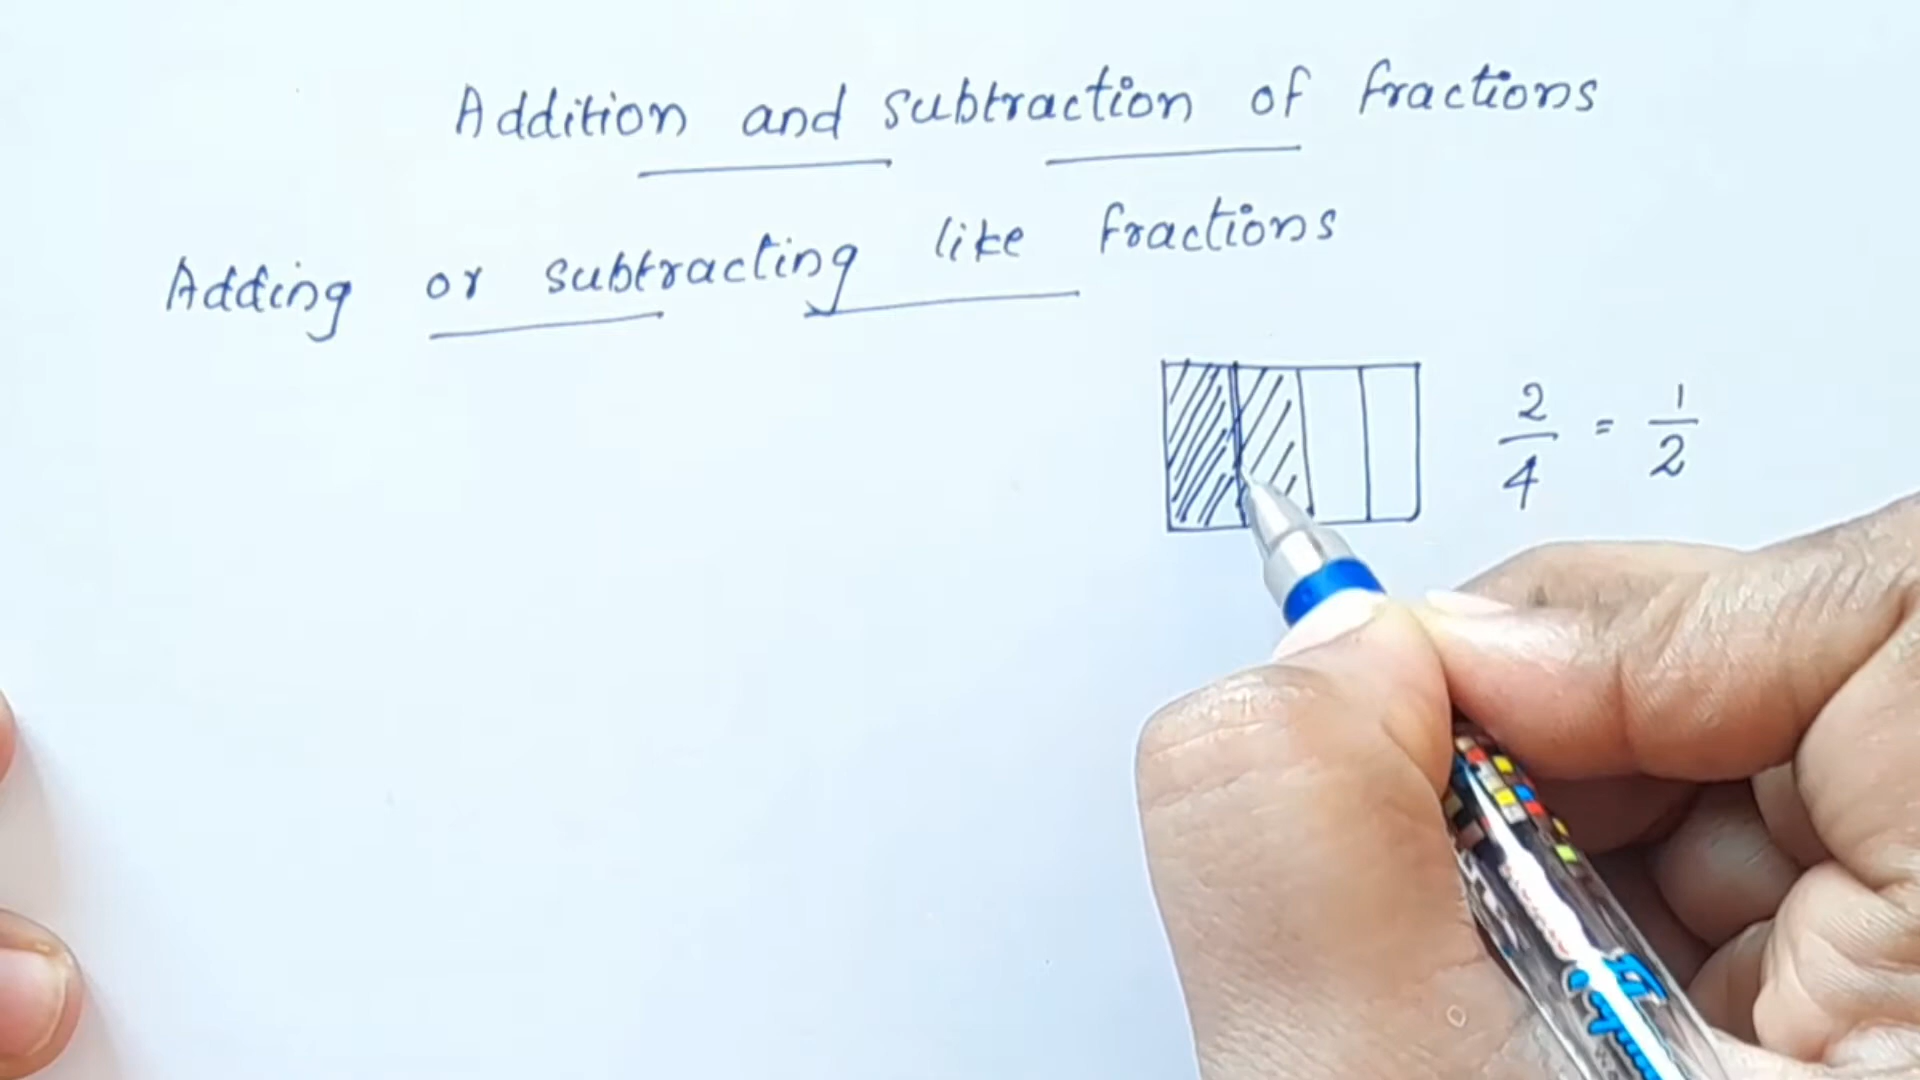 Addition and subtraction of fractions
Adding or subtracting like fractions
2/4 = 1/2